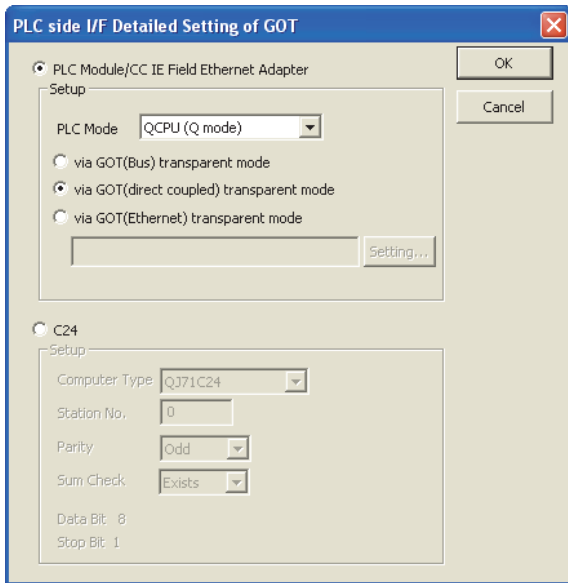 PLC side I/F Detailed Setting of GOT
PLC Module/CC IE Field Ethernet Adapter
OK
Setup
Cancel
PLC Mode QCPU (Q mode)
via GOT(Bus) transparent mode
via GOT(direct coupled) transparent mode
via GOT(Ethernet) transparent mode
Setting...
C24
Setup
Computer Type QJ71C24
Station No. 0
Parity Odd
Sum Check Exists
Data Bit 8
Stop Bit 1